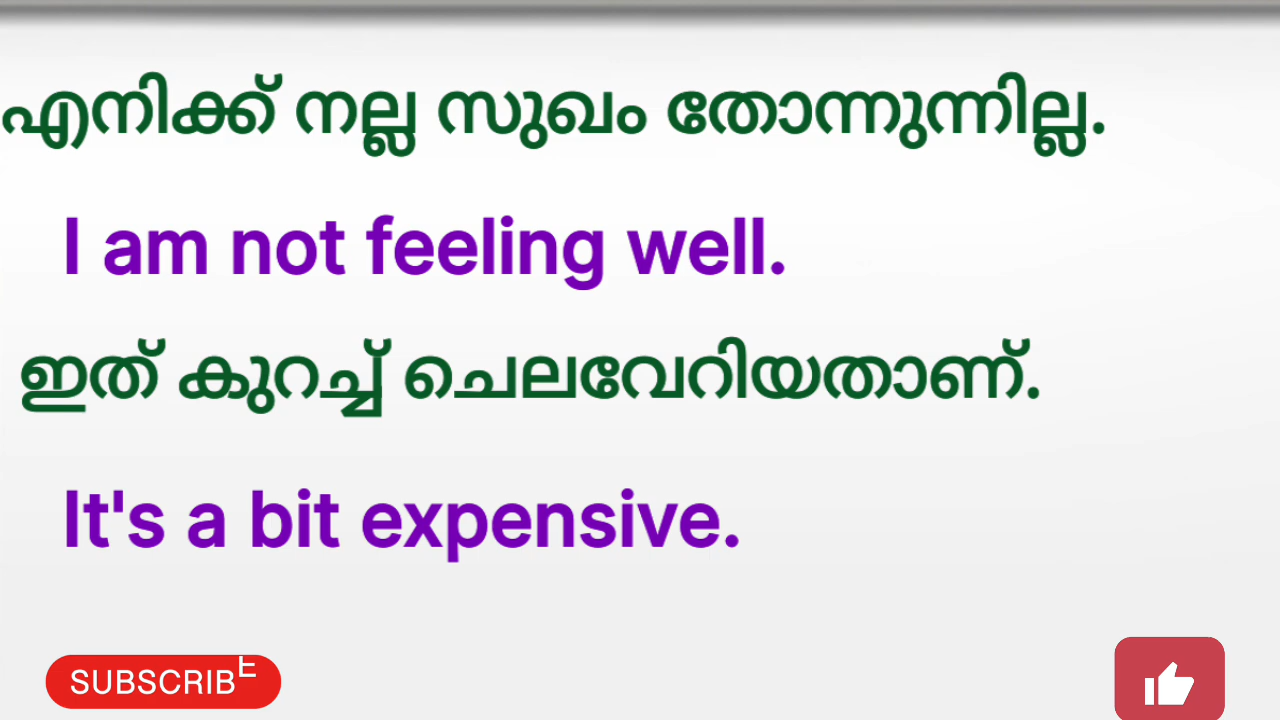 എനിക്ക് നല്ല സുഖം തോന്നുന്നില്ല.
I am not feeling well.
ഇത് കുറച്ച് ചെലവേറിയതാണ്.
It's a bit expensive.
SUBSCRIBE